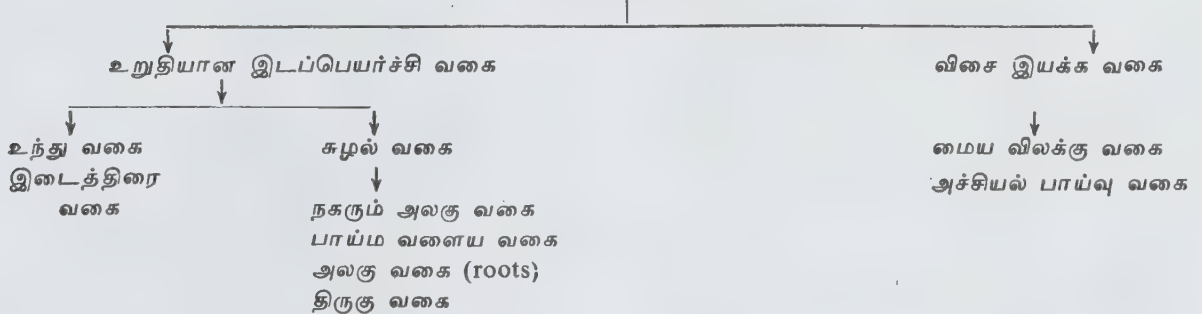 உறுதியான இடப்பெயர்ச்சி வகை
விசை இயக்க வகை
உந்து வகை
இடைத்திரை
வகை
சுழல் வகை
நகரும் அலகு வகை
பாய்ம வளைய வகை
அலகு வகை (roots)
திருகு வகை
மைய விலக்கு வகை
அச்சியல் பாய்வு வகை